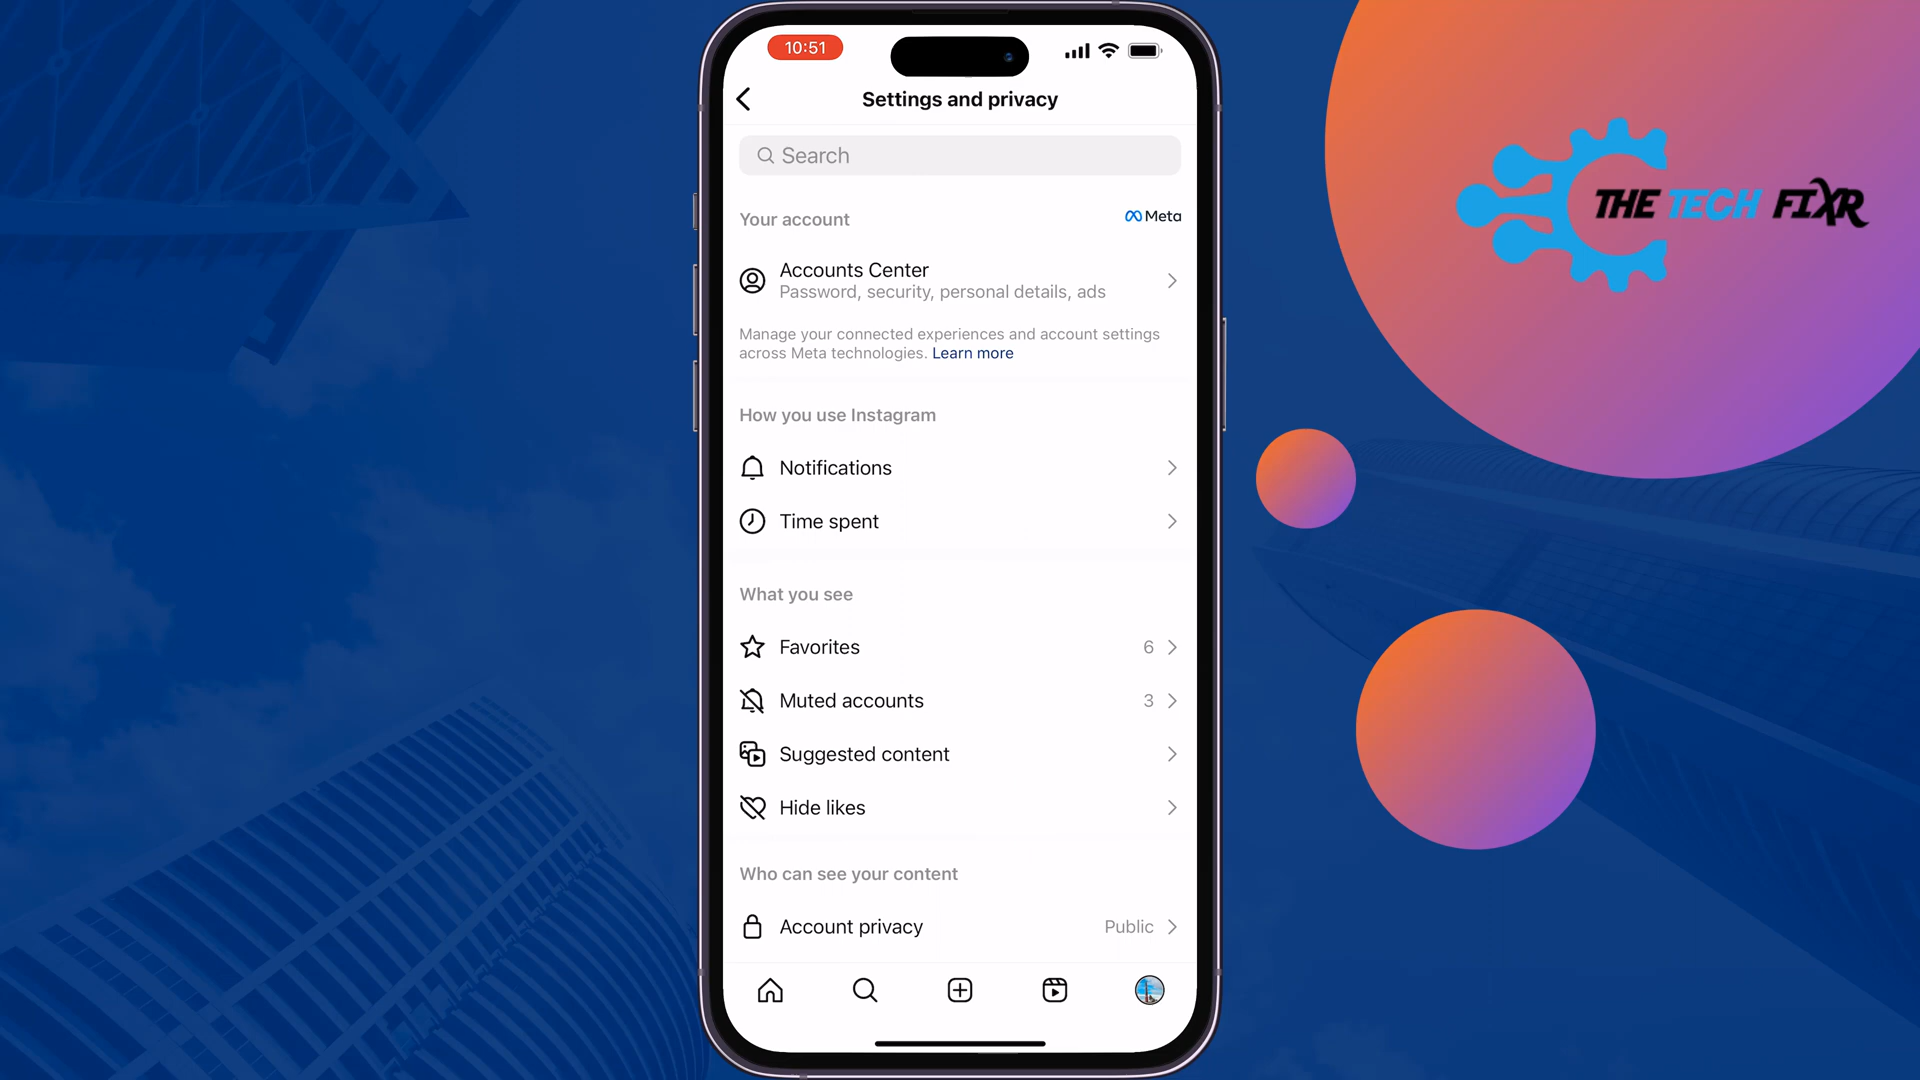 10:51
Settings and privacy
Search
Your account
Meta
Accounts Center
Password, security, personal details, ads
Manage your connected experiences and account settings
across Meta technologies. Learn more
How you use Instagram
Notifications
Time spent
What you see
Favorites 6
Muted accounts 3
Suggested content
Hide likes
Who can see your content
Account privacy Public
THE TECH FIXR